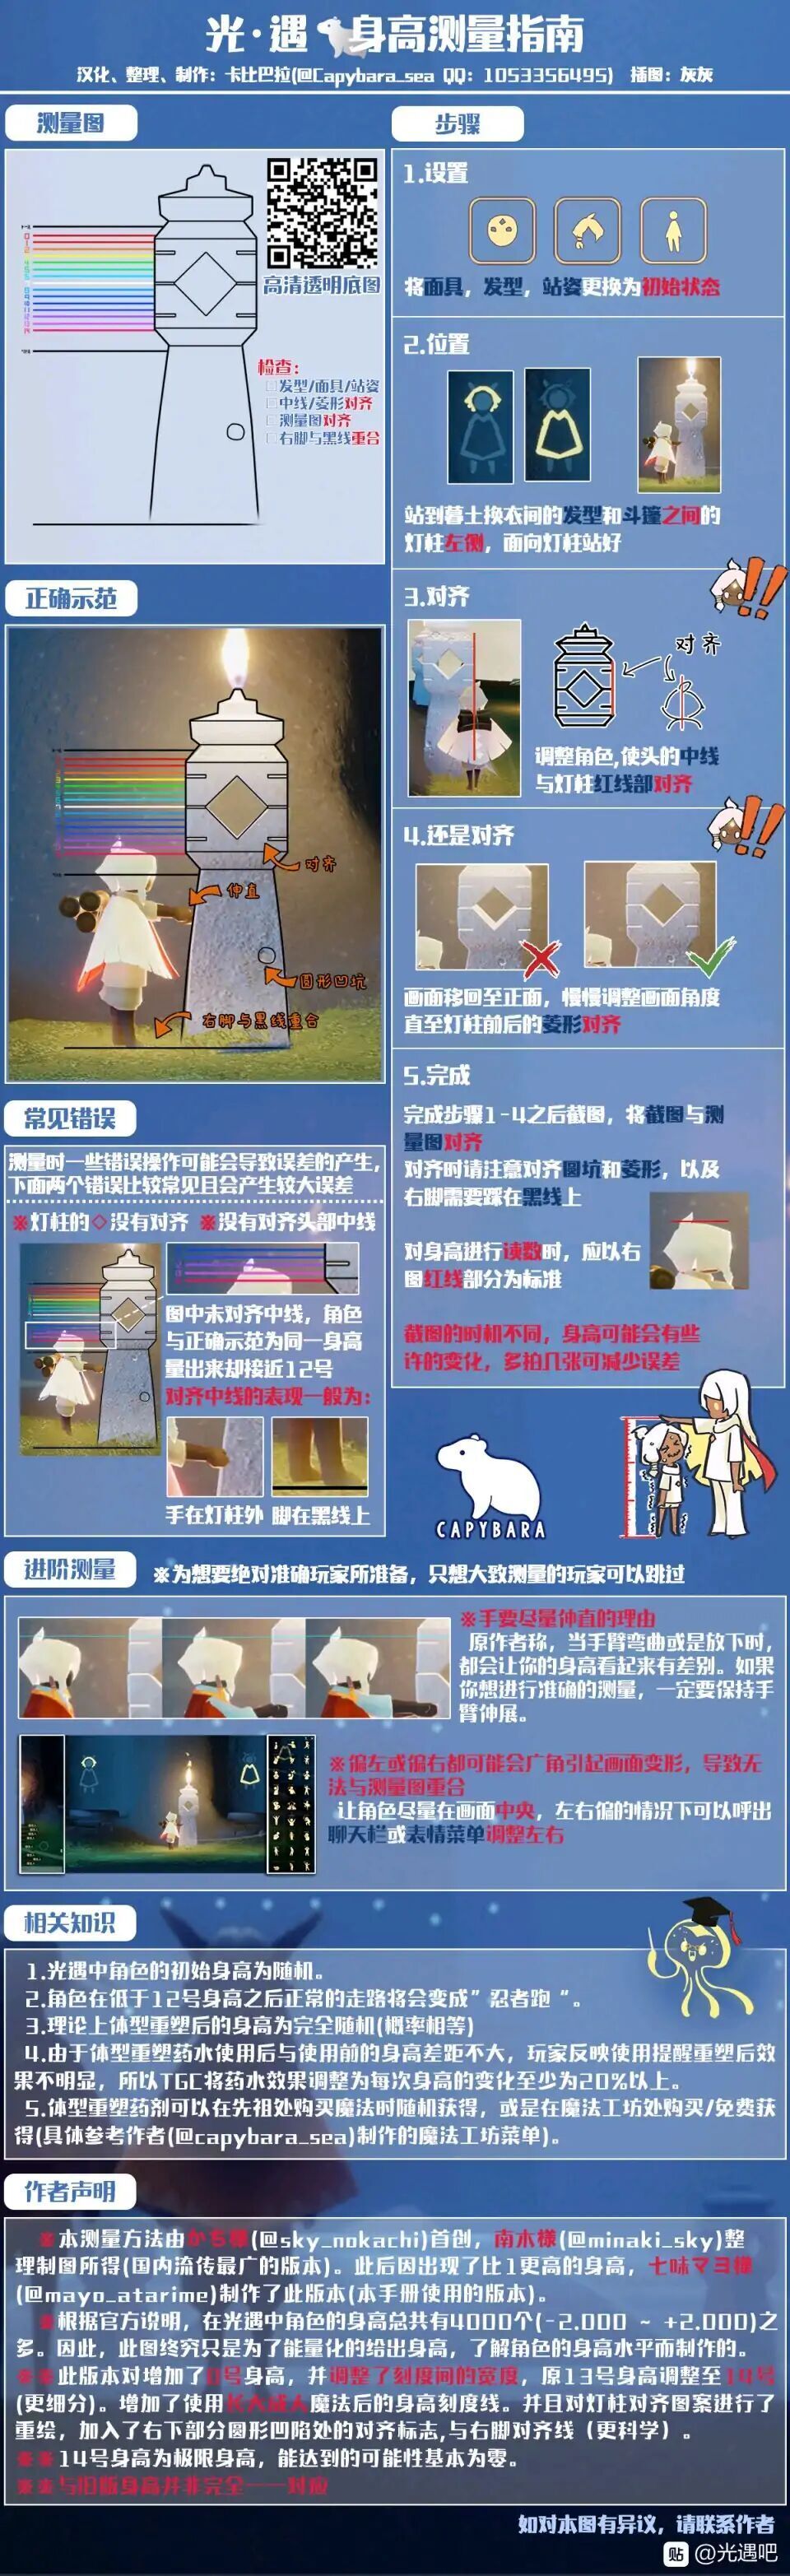 光·遇 身高测量指南
汉化、整理、制作：卡比巴拉(@Capybara_sea QQ：1053356495) 插图：灰灰
测量图
高清透明底图
检查：
□发型/面具/站姿
□中线/菱形对齐
□测量图对齐
□右脚与黑线重合
正确示范
对齐
伸直
圆形凹坑
右脚与黑线重合
常见错误
测量时一些错误操作可能会导致误差的产生，
下面两个错误比较常见且会产生较大误差
※灯柱的◇没有对齐 ※没有对齐头部中线
图中未对齐中线，角色
与正确示范为同一身高
量出来却接近12号
对齐中线的表现一般为：
手在灯柱外 脚在黑线上
步骤
1.设置
将面具，发型，站姿更换为初始状态
2.位置
站到暮土换衣间的发型和斗篷之间的
灯柱左侧，面向灯柱站好
3.对齐
对齐
调整角色,使头的中线
与灯柱红线部对齐
4.还是对齐
画面移回至正面，慢慢调整画面角度
直至灯柱前后的菱形对齐
5.完成
完成步骤1-4之后截图，将截图与测
量图对齐
对齐时请注意对齐圆坑和菱形，以及
右脚需要踩在黑线上
对身高进行读数时，应以右
图红线部分为标准
截图的时机不同，身高可能会有些
许的变化，多拍几张可减少误差
CAPYBARA
进阶测量
※为想要绝对准确玩家所准备，只想大致测量的玩家可以跳过
※手要尽量伸直的理由
原作者称，当手臂弯曲或是放下时，
都会让你的身高看起来有差别。如果
你想进行准确的测量，一定要保持手
臂伸展。
※偏左或偏右都可能会广角引起画面变形，导致无
法与测量图重合
让角色尽量在画面中央，左右偏的情况下可以呼出
聊天栏或表情菜单调整左右
相关知识
1.光遇中角色的初始身高为随机。
2.角色在低于12号身高之后正常的走路将会变成”忍者跑“。
3.理论上体型重塑后的身高为完全随机(概率相等)
4.由于体型重塑药水使用后与使用前的身高差距不大，玩家反映使用提醒重塑后效
果不明显，所以TGC将药水效果调整为每次身高的变化至少为20%以上。
5.体型重塑药剂可以在先祖处购买魔法时随机获得，或是在魔法工坊处购买/免费获
得(具体参考作者(@capybara_sea)制作的魔法工坊菜单)。
作者声明
※本测量方法由かち様(@sky_nokachi)首创，南木様(@minaki_sky)整
理制图所得(国内流传最广的版本)。此后因出现了比1更高的身高，七味マヨ様
(@mayo_atarime)制作了此版本(本手册使用的版本)。
※根据官方说明，在光遇中角色的身高总共有4000个(-2.000 ~ +2.000)之
多。因此，此图终究只是为了能量化的给出身高，了解角色的身高水平而制作的。
※※此版本对增加了0号身高，并调整了刻度间的宽度，原13号身高调整至14号
(更细分)。增加了使用长大成人魔法后的身高刻度线。并且对灯柱对齐图案进行了
重绘，加入了右下部分圆形凹陷处的对齐标志,与右脚对齐线（更科学）。
※※14号身高为极限身高，能达到的可能性基本为零。
※※与旧版身高并非完全一一对应
如对本图有异议，请联系作者
贴 @光遇吧